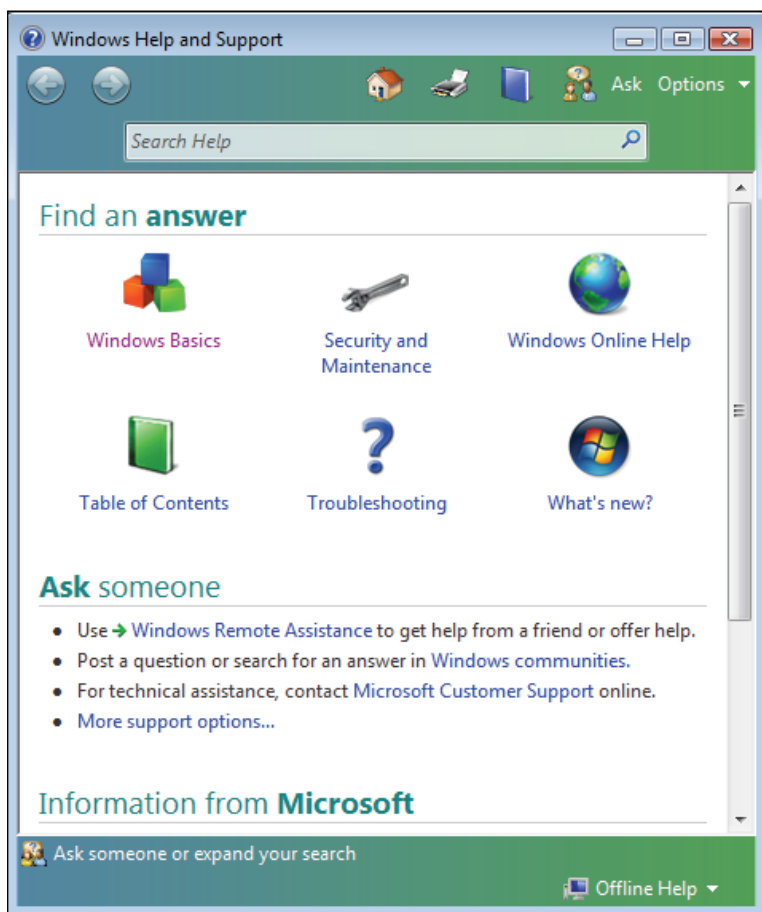 Windows Help and Support
Ask Options
Search Help
Find an answer
Windows Basics
Security and
Maintenance
Windows Online Help
Table of Contents
Troubleshooting
What's new?
Ask someone
Use Windows Remote Assistance to get help from a friend or offer help.
Post a question or search for an answer in Windows communities.
For technical assistance, contact Microsoft Customer Support online.
More support options...
Information from Microsoft
Ask someone or expand your search
Offline Help